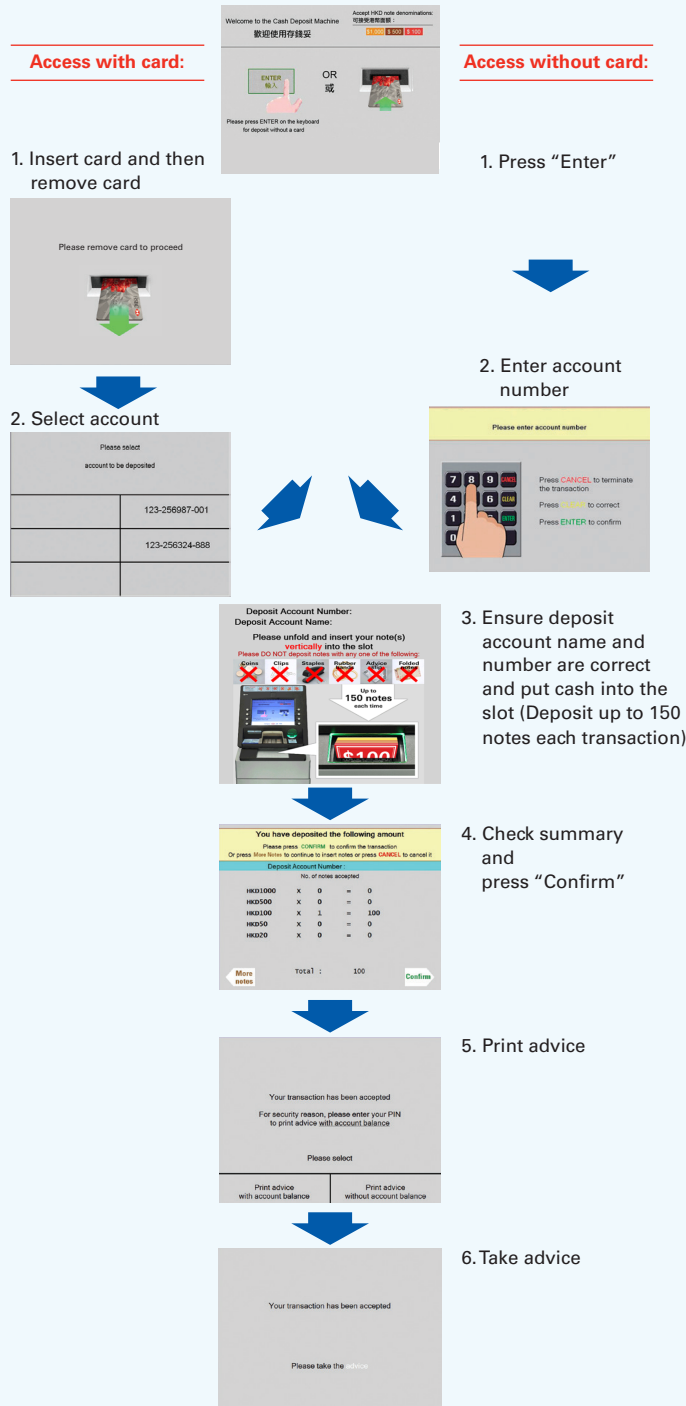 Welcome to the Cash Deposit Machine
歡迎使用存錢妥
Accept HKD note denominations:
可接受港幣面額：
$1,000 $ 500 $ 100
Access with card:
Access without card:
ENTER
輸入
OR
或
Please press ENTER on the keyboard
for deposit without a card
1. Insert card and then
remove card
1. Press “Enter”
Please remove card to proceed
2. Enter account
number
2. Select account
Please select
account to be deposited
123-256987-001
123-256324-888
Please enter account number
7 8 9 CANCEL
4 6 CLEAR
1 ENTER
0
Press CANCEL to terminate
the transaction
Press CLEAR to correct
Press ENTER to confirm
Deposit Account Number:
Deposit Account Name:
Please unfold and insert your note(s)
vertically into the slot
Please DO NOT deposit notes with any one of the following:
Coins Clips Staples Rubber bands Advice Folded notes
Up to
150 notes
each time
$100
3. Ensure deposit
account name and
number are correct
and put cash into the
slot (Deposit up to 150
notes each transaction)
You have deposited the following amount
Please press CONFIRM to confirm the transaction
Or press More Notes to continue to insert notes or press CANCEL to cancel it
Deposit Account Number :
No. of notes accepted
HKD1000 X 0 = 0
HKD500 X 0 = 0
HKD100 X 1 = 100
HKD50 X 0 = 0
HKD20 X 0 = 0
More
notes
Total : 100
Confirm
4. Check summary
and
press “Confirm”
5. Print advice
Your transaction has been accepted
For security reason, please enter your PIN
to print advice with account balance
Please select
Print advice
with account balance
Print advice
without account balance
6. Take advice
Your transaction has been accepted
Please take the advice